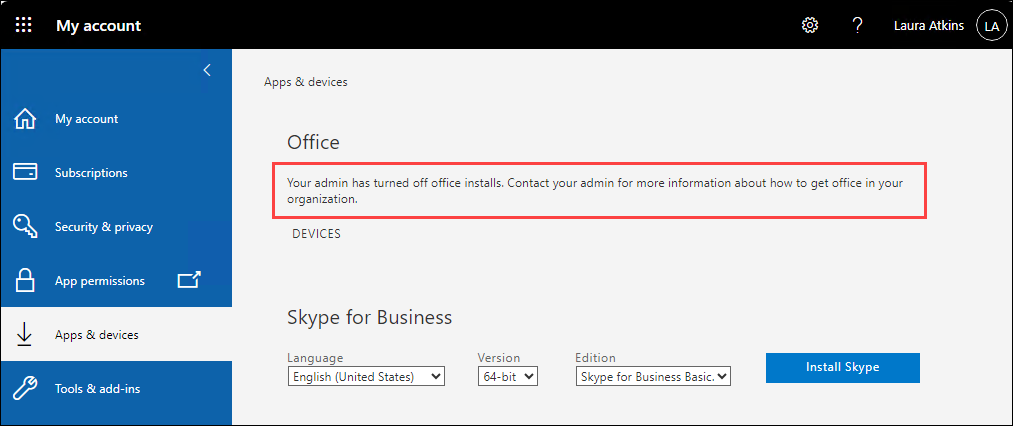 My account
Laura Atkins
LA
My account
Subscriptions
Security & privacy
App permissions
Apps & devices
Tools & add-ins
Apps & devices
Office
Your admin has turned off office installs. Contact your admin for more information about how to get office in your
organization.
DEVICES
Skype for Business
Language Version Edition
English (United States) 64-bit Skype for Business Basic. Install Skype